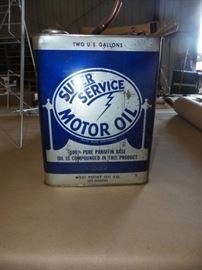 TWO U.S. GALLONS
SUPER
SERVICE
MOTOR OIL
100% PURE PARAFFIN BASE
OIL IS COMPOUNDED IN THIS PRODUCT
WEST POINT OIL CO.